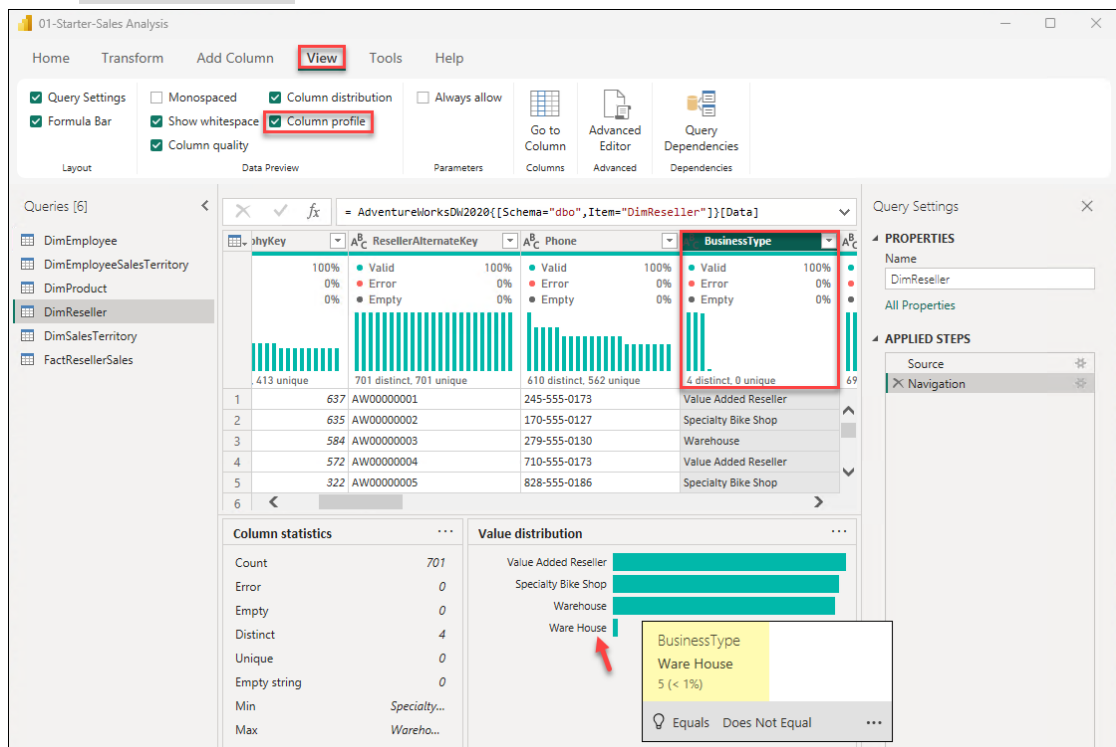 01-Starter-Sales Analysis
Home Transform Add Column View Tools Help
Query Settings Monospaced Column distribution Always allow
Formula Bar Show whitespace Column profile
Column quality
Go to Column
Advanced Editor
Query Dependencies
Layout Data Preview Parameters Columns Advanced Dependencies
Queries [6]
DimEmployee
DimEmployeeSalesTerritory
DimProduct
DimReseller
DimSalesTerritory
FactResellerSales
fx = AdventureWorksDW2020{[Schema="dbo",Item="DimReseller"]}[Data]
phyKey ABC ResellerAlternateKey ABC Phone BusinessType ABC
100% Valid 100% Valid 100% Valid 100%
0% Error 0% Error 0% Error 0%
0% Empty 0% Empty 0% Empty 0%
, 413 unique 701 distinct, 701 unique 610 distinct, 562 unique 4 distinct, 0 unique 69
1 637 AW00000001 245-555-0173 Value Added Reseller
2 635 AW00000002 170-555-0127 Specialty Bike Shop
3 584 AW00000003 279-555-0130 Warehouse
4 572 AW00000004 710-555-0173 Value Added Reseller
5 322 AW00000005 828-555-0186 Specialty Bike Shop
6
Column statistics ...
Count 701
Error 0
Empty 0
Distinct 4
Unique 0
Empty string 0
Min Specialty...
Max Wareho...
Value distribution ...
Value Added Reseller
Specialty Bike Shop
Warehouse
Ware House
BusinessType
Ware House
5 (< 1%)
Equals Does Not Equal ...
Query Settings
PROPERTIES
Name
DimReseller
All Properties
APPLIED STEPS
Source
Navigation